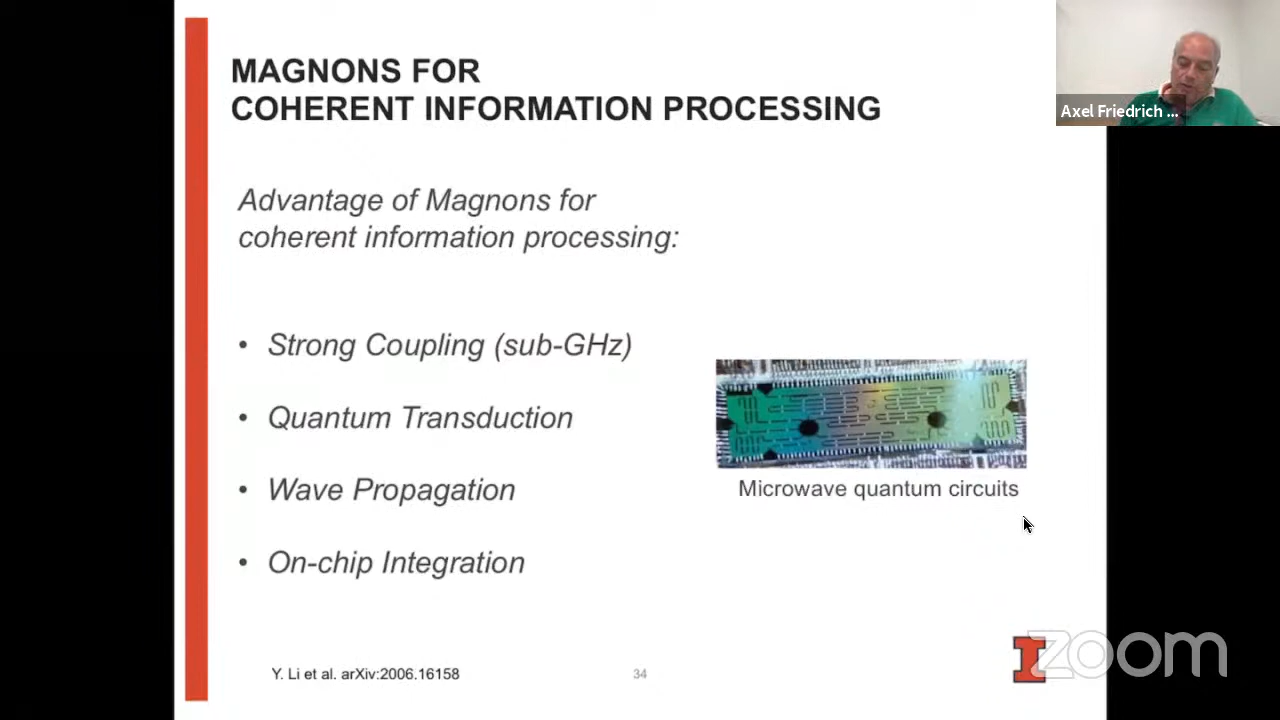 MAGNONS FOR
COHERENT INFORMATION PROCESSING
Axel Friedrich ...
Advantage of Magnons for
coherent information processing:
• Strong Coupling (sub-GHz)
• Quantum Transduction
• Wave Propagation
• On-chip Integration
Microwave quantum circuits
Y. Li et al. arXiv:2006.16158
34
I
zoom